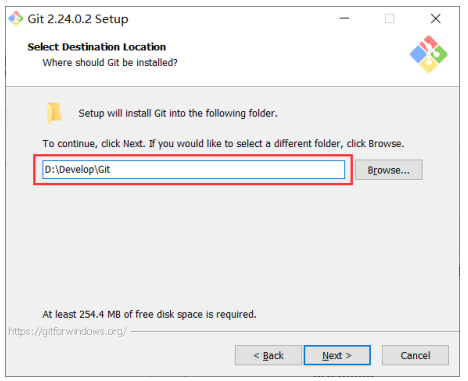 Git 2.24.0.2 Setup
Select Destination Location
Where should Git be installed?
Setup will install Git into the following folder.
To continue, click Next. If you would like to select a different folder, click Browse.
D:\Develop\Git
Browse...
At least 254.4 MB of free disk space is required.
https://gitforwindows.org/
< Back
Next >
Cancel